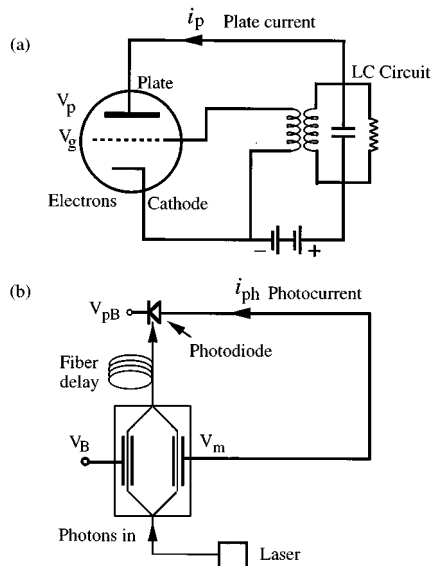 (a)
i_p Plate current
LC Circuit
Plate
V_p
V_g
Electrons
Cathode
− +
(b)
V_pB
i_ph Photocurrent
Photodiode
Fiber
delay
V_B
V_m
Photons in
Laser